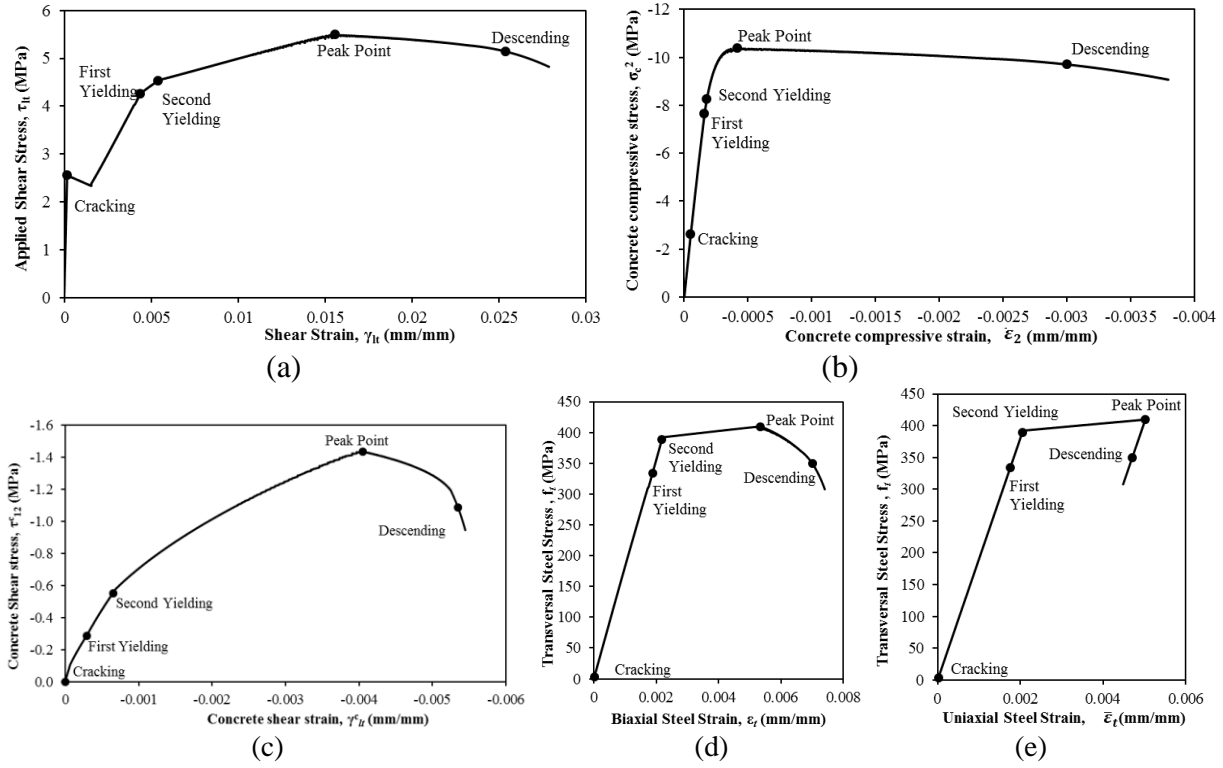 Applied Shear Stress, τlt (MPa)
6
5
4
3
2
1
0
First
Yielding
Second
Yielding
Peak Point
Descending
Cracking
0 0.005 0.01 0.015 0.02 0.025 0.03
Shear Strain, γlt (mm/mm)
(a)
Concrete compressive stress, σc2 (MPa)
-12
-10
-8
-6
-4
-2
0
Peak Point
Descending
Second Yielding
First
Yielding
Cracking
0 -0.0005 -0.001 -0.0015 -0.002 -0.0025 -0.003 -0.0035 -0.004
Concrete compressive strain, ε2 (mm/mm)
(b)
Concrete Shear stress, τc12 (MPa)
-1.6
-1.4
-1.2
-1.0
-0.8
-0.6
-0.4
-0.2
0.0
Peak Point
Descending
Second Yielding
First Yielding
Cracking
0 -0.001 -0.002 -0.003 -0.004 -0.005 -0.006
Concrete shear strain, γclt (mm/mm)
(c)
Transversal Steel Stress , ft (MPa)
450
400
350
300
250
200
150
100
50
0
Peak Point
Second
Yielding
First
Yielding
Descending
Cracking
0 0.002 0.004 0.006 0.008
Biaxial Steel Strain, εt (mm/mm)
(d)
Transversal Steel Stress , ft (MPa)
450
400
350
300
250
200
150
100
50
0
Peak Point
Second Yielding
Descending
First
Yielding
Cracking
0 0.002 0.004 0.006
Uniaxial Steel Strain, ε̅t (mm/mm)
(e)